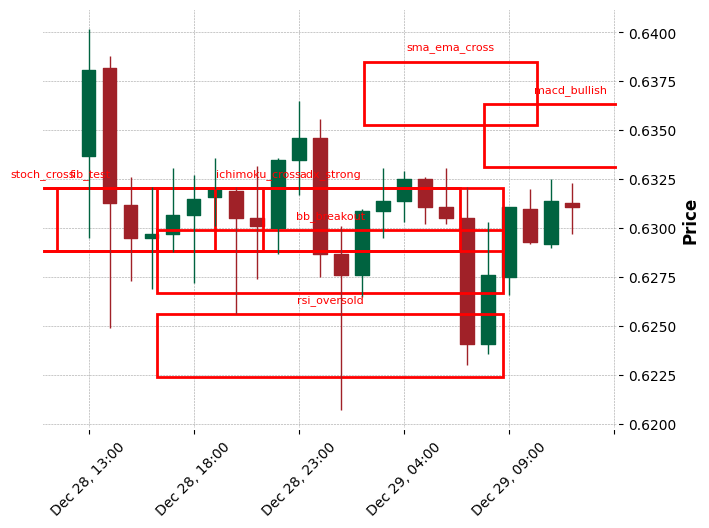 sma_ema_cross
macd_bullish
stoch_cross
fib_test
ichimoku_cross
adx_strong
bb_breakout
rsi_oversold
0.6400
0.6375
0.6350
0.6325
0.6300
0.6275
0.6250
0.6225
0.6200
Price
Dec 28, 13:00
Dec 28, 18:00
Dec 28, 23:00
Dec 29, 04:00
Dec 29, 09:00